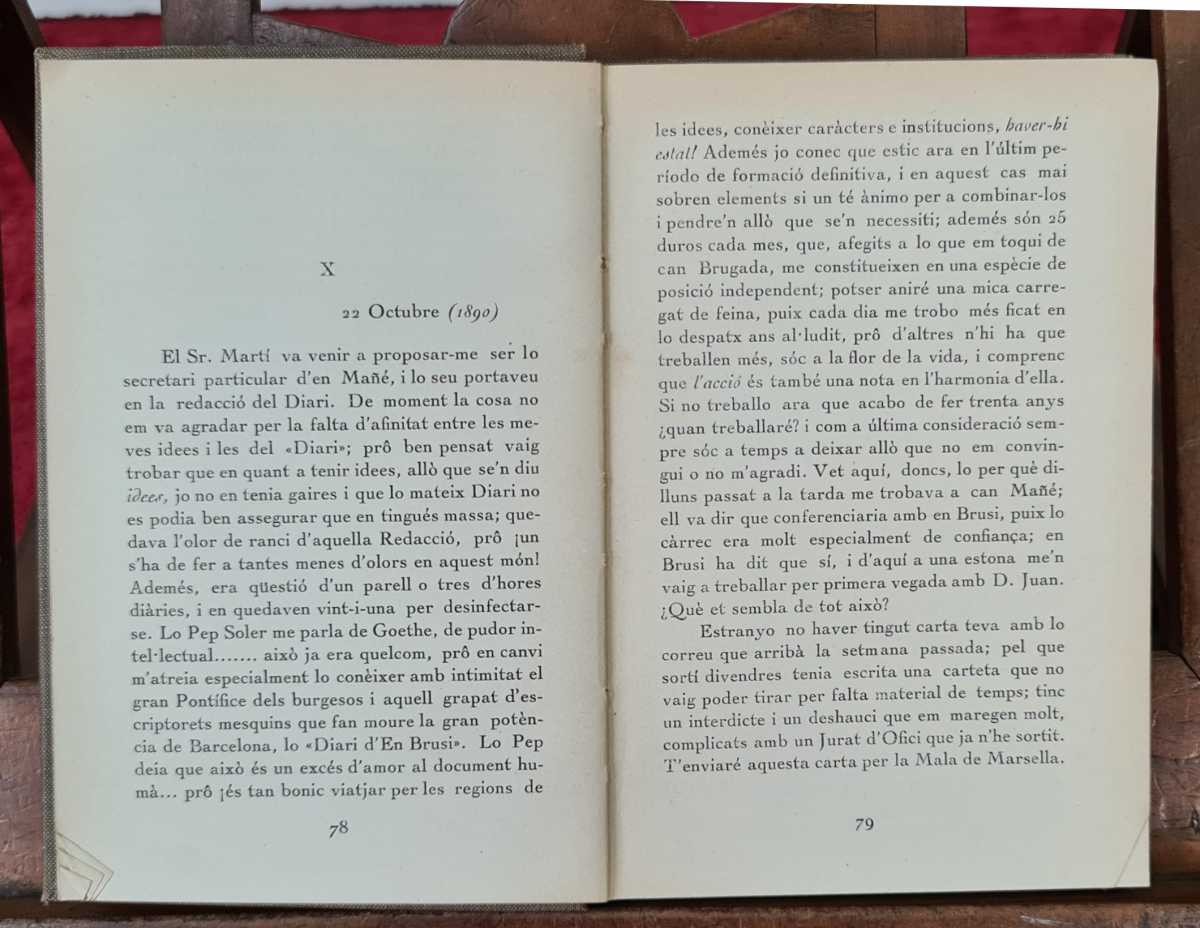 X
22 Octubre (1890)
El Sr. Martí va venir a proposar-me ser lo
secretari particular d'en Mañé, i lo seu portaveu
en la redacció del Diari. De moment la cosa no
em va agradar per la falta d'afinitat entre les me-
ves idees i les del «Diari»; prô ben pensat vaig
trobar que en quant a tenir idees, allò que se'n diu
idees, jo no en tenia gaires i que lo mateix Diari no
es podia ben assegurar que en tingués massa; que-
dava l'olor de ranci d'aquella Redacció, prô ¡un
s'ha de fer a tantes menes d'olors en aquest món!
Ademés, era qüestió d'un parell o tres d'hores
diàries, i en quedaven vint-i-una per desinfectar-
se. Lo Pep Soler me parla de Goethe, de pudor in-
tel·lectual....... això ja era quelcom, prô en canvi
m'atreia especialment lo conèixer amb intimitat el
gran Pontífice dels burgesos i aquell grapat d'es-
criptorets mesquins que fan moure la gran potèn-
cia de Barcelona, lo «Diari d'En Brusi». Lo Pep
deia que això és un excés d'amor al document hu-
mà... prô ¡és tan bonic viatjar per les regions de
78
les idees, conèixer caràcters e institucions, haver-hi
estat! Ademés jo conec que estic ara en l'últim pe-
ríodo de formació definitiva, i en aquest cas mai
sobren elements si un té ànimo per a combinar-los
i pendre'n allò que se'n necessiti; ademés són 25
duros cada mes, que, afegits a lo que em toqui de
can Brugada, me constitueixen en una espècie de
posició independent; potser aniré una mica carre-
gat de feina, puix cada dia me trobo més ficat en
lo despatx ans al·ludit, prô d'altres n'hi ha que
treballen més, sóc a la flor de la vida, i comprenc
que l'acció és també una nota en l'harmonia d'ella.
Si no treballo ara que acabo de fer trenta anys
¿quan treballaré? i com a última consideració sem-
pre sóc a temps a deixar allò que no em convin-
gui o no m'agradi. Vet aquí, doncs, lo per què di-
lluns passat a la tarda me trobava a can Mañé;
ell va dir que conferenciaria amb en Brusi, puix lo
càrrec era molt especialment de confiança; en
Brusi ha dit que sí, i d'aquí a una estona me'n
vaig a treballar per primera vegada amb D. Juan.
¿Què et sembla de tot això?
Estranyo no haver tingut carta teva amb lo
correu que arribà la setmana passada; pel que
sortí divendres tenia escrita una carteta que no
vaig poder tirar per falta material de temps; tinc
un interdicte i un deshauci que em maregen molt,
complicats amb un Jurat d'Ofici que ja n'he sortit.
T'enviaré aquesta carta per la Mala de Marsella.
79